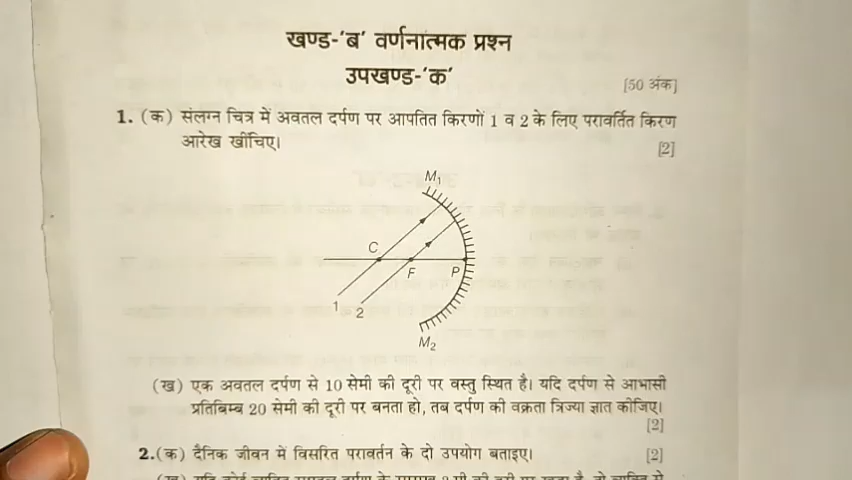 खण्ड-'ब' वर्णनात्मक प्रश्न
उपखण्ड-'क'
[50 अंक]
1. (क) संलग्न चित्र में अवतल दर्पण पर आपतित किरणों 1 व 2 के लिए परावर्तित किरण
आरेख खींचिए। [2]
M1
C
F
P
1
2
M2
(ख) एक अवतल दर्पण से 10 सेमी की दूरी पर वस्तु स्थित है। यदि दर्पण से आभासी
प्रतिबिम्ब 20 सेमी की दूरी पर बनता हो, तब दर्पण की वक्रता त्रिज्या ज्ञात कीजिए।
[2]
2.(क) दैनिक जीवन में विसरित परावर्तन के दो उपयोग बताइए। [2]